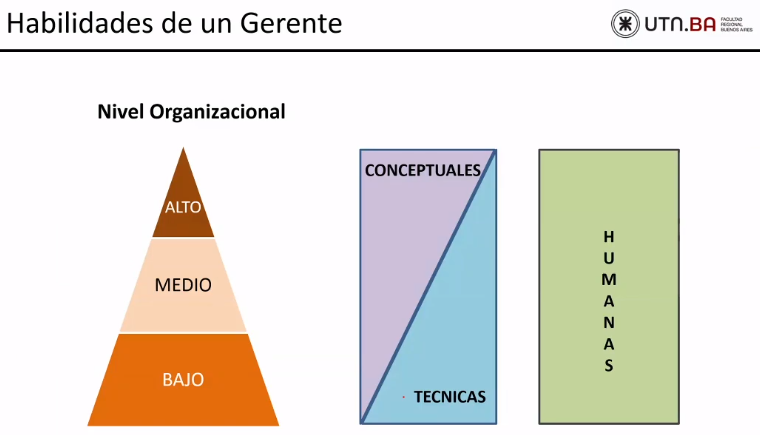 Habilidades de un Gerente
UTN.BA
FACULTAD
REGIONAL
BUENOS AIRES
Nivel Organizacional
ALTO
MEDIO
BAJO
CONCEPTUALES
TECNICAS
H
U
M
A
N
A
S